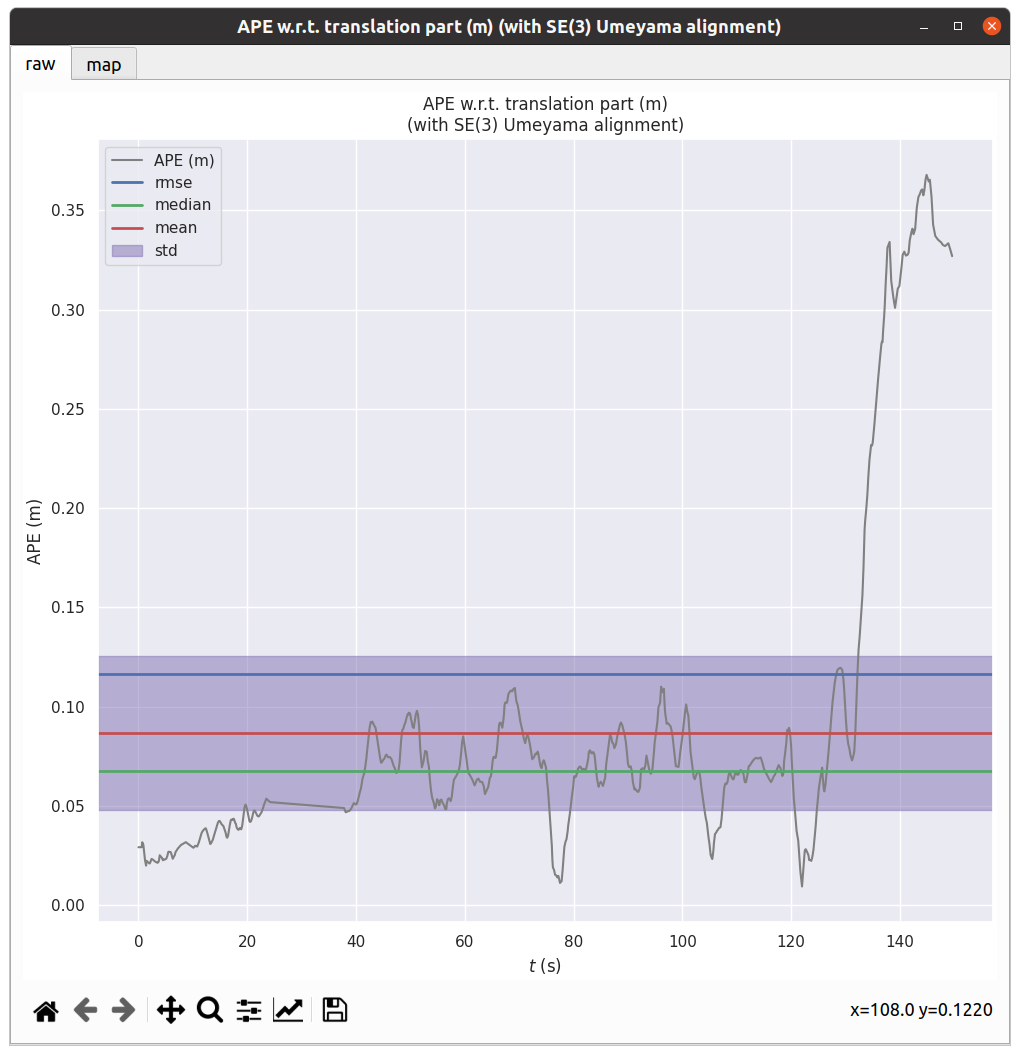 APE w.r.t. translation part (m) (with SE(3) Umeyama alignment)
raw
map
APE w.r.t. translation part (m)
(with SE(3) Umeyama alignment)
APE (m)
rmse
median
mean
std
0.35
0.30
0.25
0.20
0.15
0.10
0.05
0.00
APE (m)
0
20
40
60
80
100
120
140
t (s)
x=108.0 y=0.1220